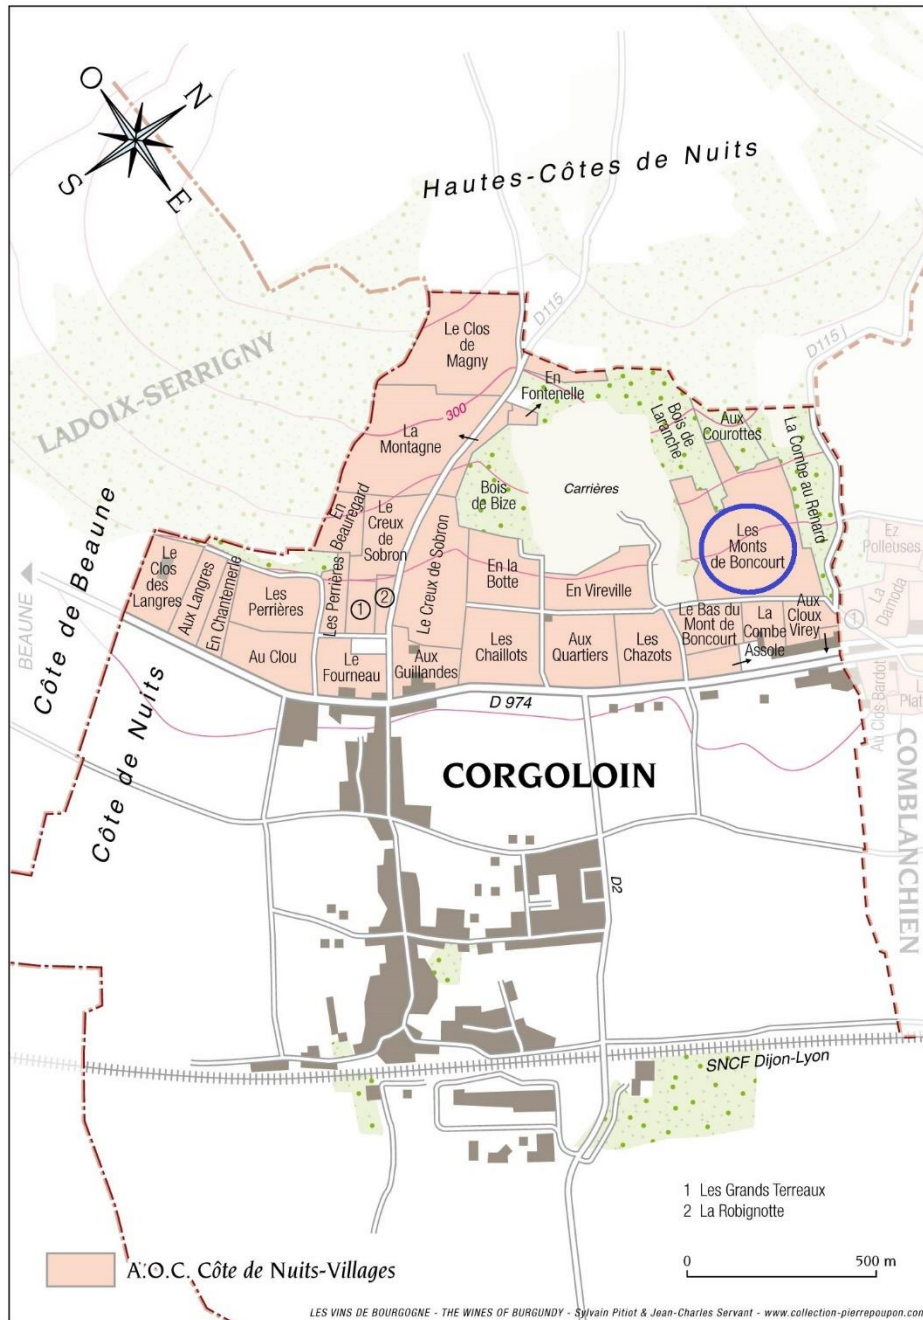 O
N
S
E
Hautes-Côtes de Nuits
D115
D115 j
LADOIX-SERRIGNY
Le Clos
de
Magny
En
Fontenelle
300
La
Montagne
Bois de
Laranche
Aux
Courottes
La Combe au Renard
Bois
de Bize
Carrières
Les
Monts
de Boncourt
En
Beauregard
Le
Creux
de Sobron
Le Creux de Sobron
En la
Botte
En Vireville
Ez
Polleuses
La
Damoda
Côte de Beaune
BEAUNE
Le
Clos
des
Langres
Aux Langres
En Chantemerle
Les
Perrières
Les Perrières
1
2
Le Bas du
Mont de
Boncourt
La
Combe
Aux
Cloux
Virey
1
Assole
Au Clou
Le
Fourneau
Aux
Guillandes
Les
Chaillots
Aux
Quartiers
Les
Chazots
Au Clos Bardot
Plat
D 974
Côte de Nuits
CORGOLOIN
COMBLANCHIEN
D2
SNCF Dijon-Lyon
1 Les Grands Terreaux
2 La Robignotte
0 500 m
A.O.C. Côte de Nuits-Villages
LES VINS DE BOURGOGNE - THE WINES OF BURGUNDY - Sylvain Pitiot & Jean-Charles Servant - www.collection-pierrepoupon.com